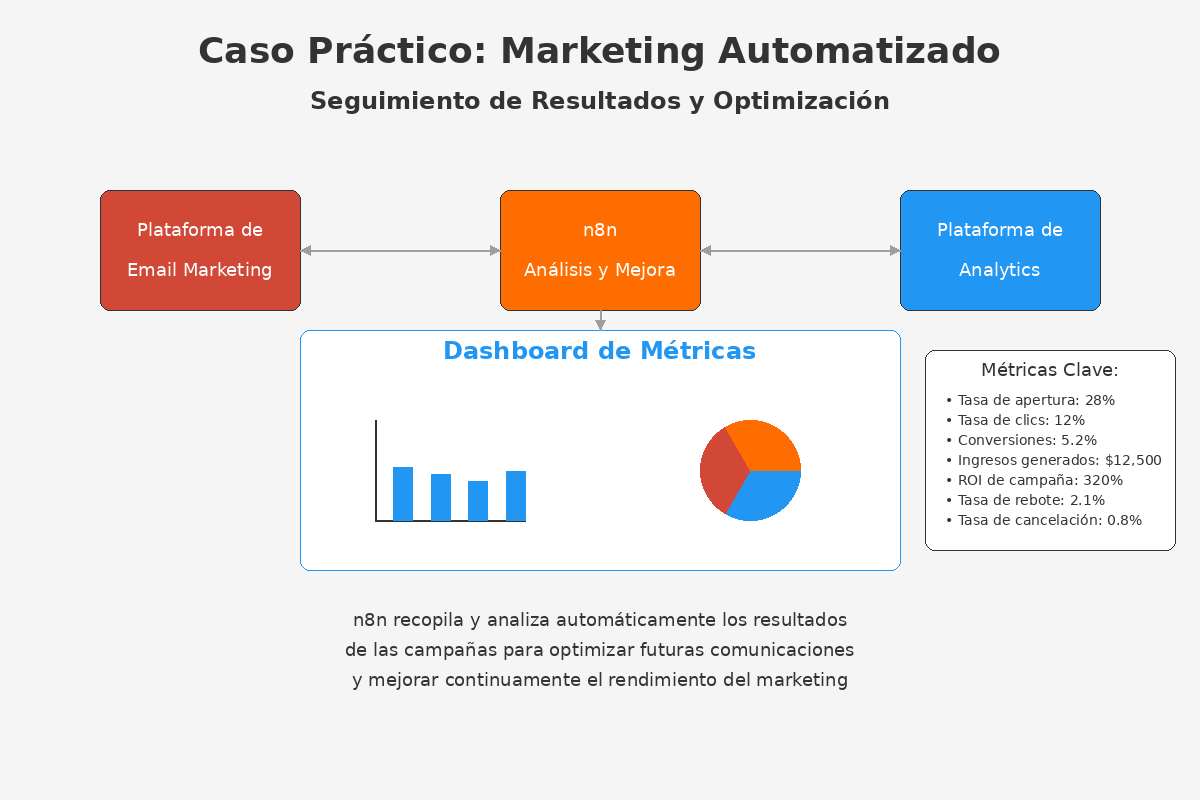 Caso Práctico: Marketing Automatizado
Seguimiento de Resultados y Optimización
Plataforma de
Email Marketing
n8n
Análisis y Mejora
Plataforma de
Analytics
Dashboard de Métricas
Métricas Clave:
• Tasa de apertura: 28%
• Tasa de clics: 12%
• Conversiones: 5.2%
• Ingresos generados: $12,500
• ROI de campaña: 320%
• Tasa de rebote: 2.1%
• Tasa de cancelación: 0.8%
n8n recopila y analiza automáticamente los resultados
de las campañas para optimizar futuras comunicaciones
y mejorar continuamente el rendimiento del marketing